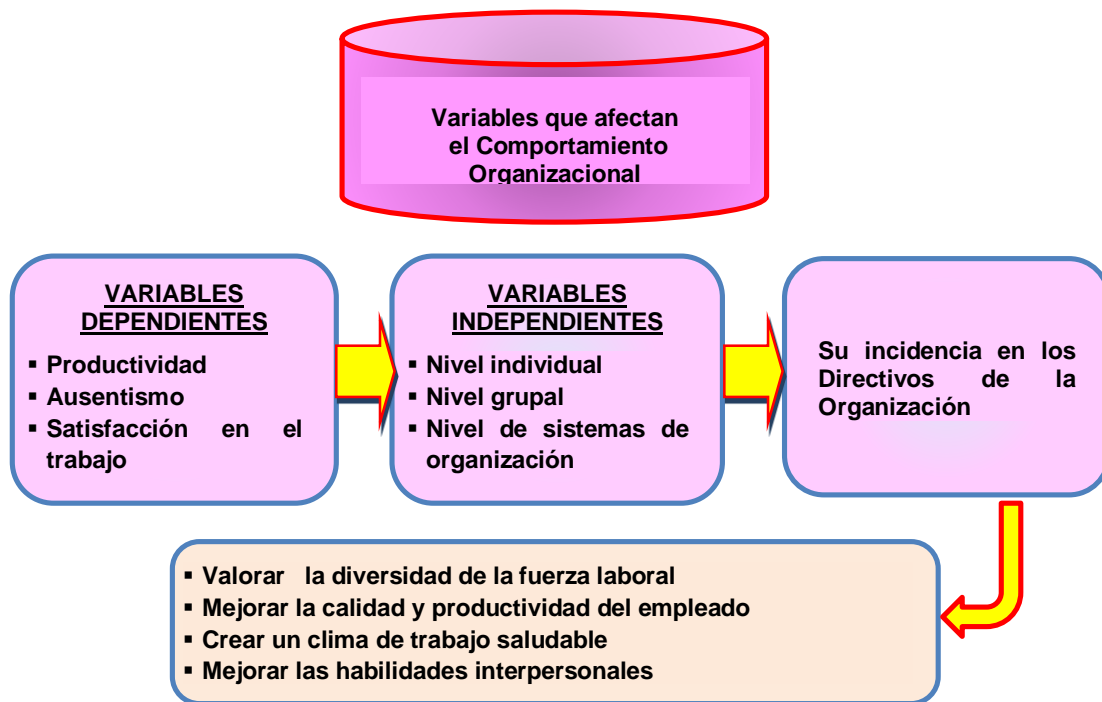 Variables que afectan
el Comportamiento
Organizacional
VARIABLES
DEPENDIENTES
▪ Productividad
▪ Ausentismo
▪ Satisfacción en el
trabajo
VARIABLES
INDEPENDIENTES
▪ Nivel individual
▪ Nivel grupal
▪ Nivel de sistemas de
organización
Su incidencia en los
Directivos de la
Organización
▪ Valorar la diversidad de la fuerza laboral
▪ Mejorar la calidad y productividad del empleado
▪ Crear un clima de trabajo saludable
▪ Mejorar las habilidades interpersonales